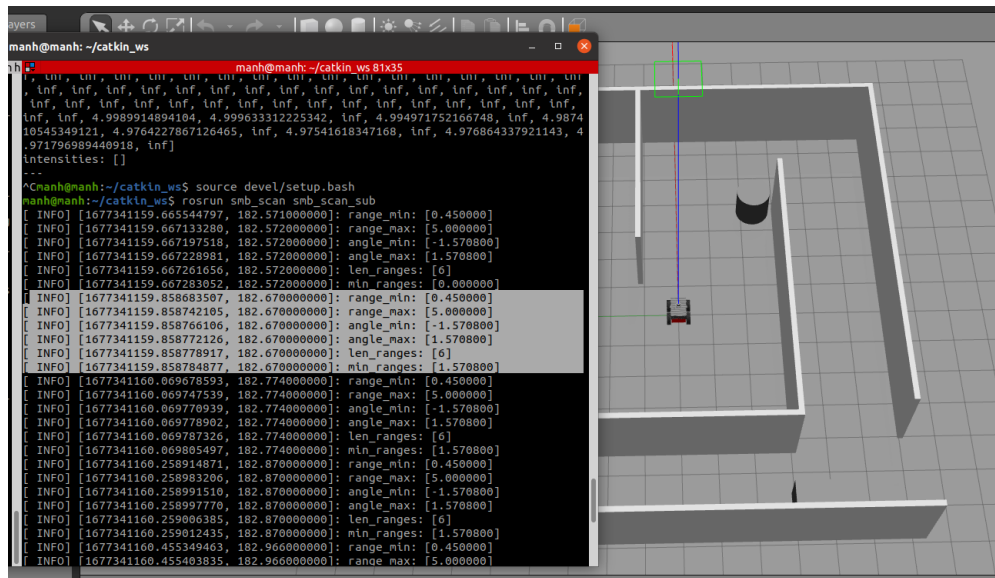 ayers
manh@manh: ~/catkin_ws
manh@manh: ~/catkin_ws 81x35
, inf, inf, inf, inf, inf, inf, inf, inf, inf, inf, inf, inf, inf, inf, inf, inf
, inf, inf, inf, inf, inf, inf, inf, inf, inf, inf, inf, inf, inf, inf, inf, inf,
inf, inf, inf, inf, inf, inf, inf, inf, inf, inf, inf, inf, inf, inf, inf, inf,
inf, inf, 4.9989914894104, 4.999633312225342, inf, 4.994971752166748, inf, 4.9874
10545349121, 4.9764227867126465, inf, 4.97541618347168, inf, 4.976864337921143, 4
.971796989440918, inf]
intensities: []
---
^Cmanh@manh:~/catkin_ws$ source devel/setup.bash
manh@manh:~/catkin_ws$ rosrun smb_scan smb_scan_sub
[ INFO] [1677341159.665544797, 182.571000000]: range_min: [0.450000]
[ INFO] [1677341159.667133280, 182.572000000]: range_max: [5.000000]
[ INFO] [1677341159.667197518, 182.572000000]: angle_min: [-1.570800]
[ INFO] [1677341159.667228981, 182.572000000]: angle_max: [1.570800]
[ INFO] [1677341159.667261656, 182.572000000]: len_ranges: [6]
[ INFO] [1677341159.667283052, 182.572000000]: min_ranges: [0.000000]
[ INFO] [1677341159.858683507, 182.670000000]: range_min: [0.450000]
[ INFO] [1677341159.858742105, 182.670000000]: range_max: [5.000000]
[ INFO] [1677341159.858766106, 182.670000000]: angle_min: [-1.570800]
[ INFO] [1677341159.858772126, 182.670000000]: angle_max: [1.570800]
[ INFO] [1677341159.858778917, 182.670000000]: len_ranges: [6]
[ INFO] [1677341159.858784877, 182.670000000]: min_ranges: [1.570800]
[ INFO] [1677341160.069678593, 182.774000000]: range_min: [0.450000]
[ INFO] [1677341160.069747539, 182.774000000]: range_max: [5.000000]
[ INFO] [1677341160.069770939, 182.774000000]: angle_min: [-1.570800]
[ INFO] [1677341160.069778902, 182.774000000]: angle_max: [1.570800]
[ INFO] [1677341160.069787326, 182.774000000]: len_ranges: [6]
[ INFO] [1677341160.069805497, 182.774000000]: min_ranges: [1.570800]
[ INFO] [1677341160.258914871, 182.870000000]: range_min: [0.450000]
[ INFO] [1677341160.258983206, 182.870000000]: range_max: [5.000000]
[ INFO] [1677341160.258991510, 182.870000000]: angle_min: [-1.570800]
[ INFO] [1677341160.258997770, 182.870000000]: angle_max: [1.570800]
[ INFO] [1677341160.259006385, 182.870000000]: len_ranges: [6]
[ INFO] [1677341160.259012435, 182.870000000]: min_ranges: [1.570800]
[ INFO] [1677341160.455349463, 182.966000000]: range_min: [0.450000]
[ INFO] [1677341160.455403835, 182.966000000]: range_max: [5.000000]